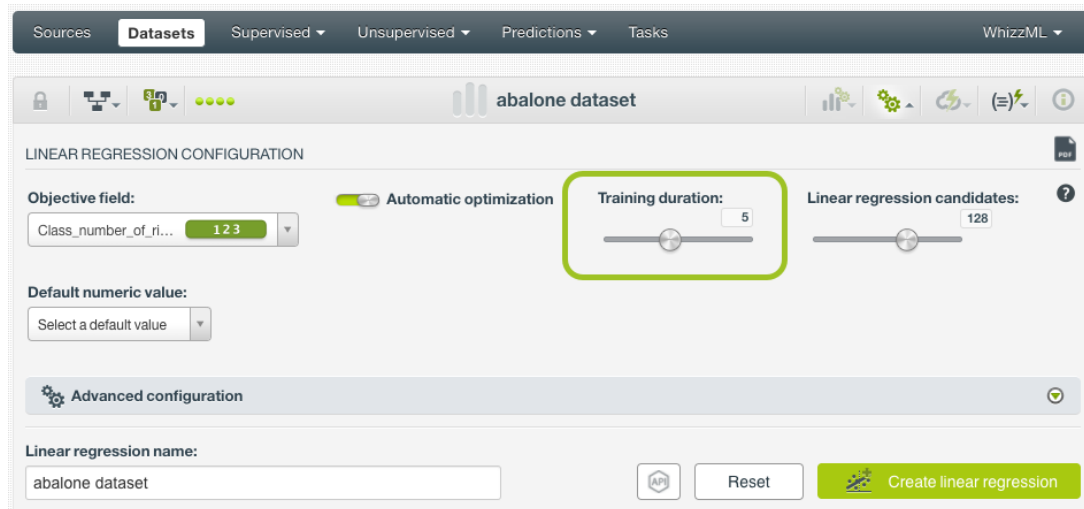 Sources Datasets Supervised Unsupervised Predictions Tasks WhizzML
abalone dataset
LINEAR REGRESSION CONFIGURATION
PDF
Objective field: Automatic optimization Training duration: Linear regression candidates:
Class_number_of_ri... 123 5 128
Default numeric value:
Select a default value
Advanced configuration
Linear regression name:
abalone dataset API Reset Create linear regression